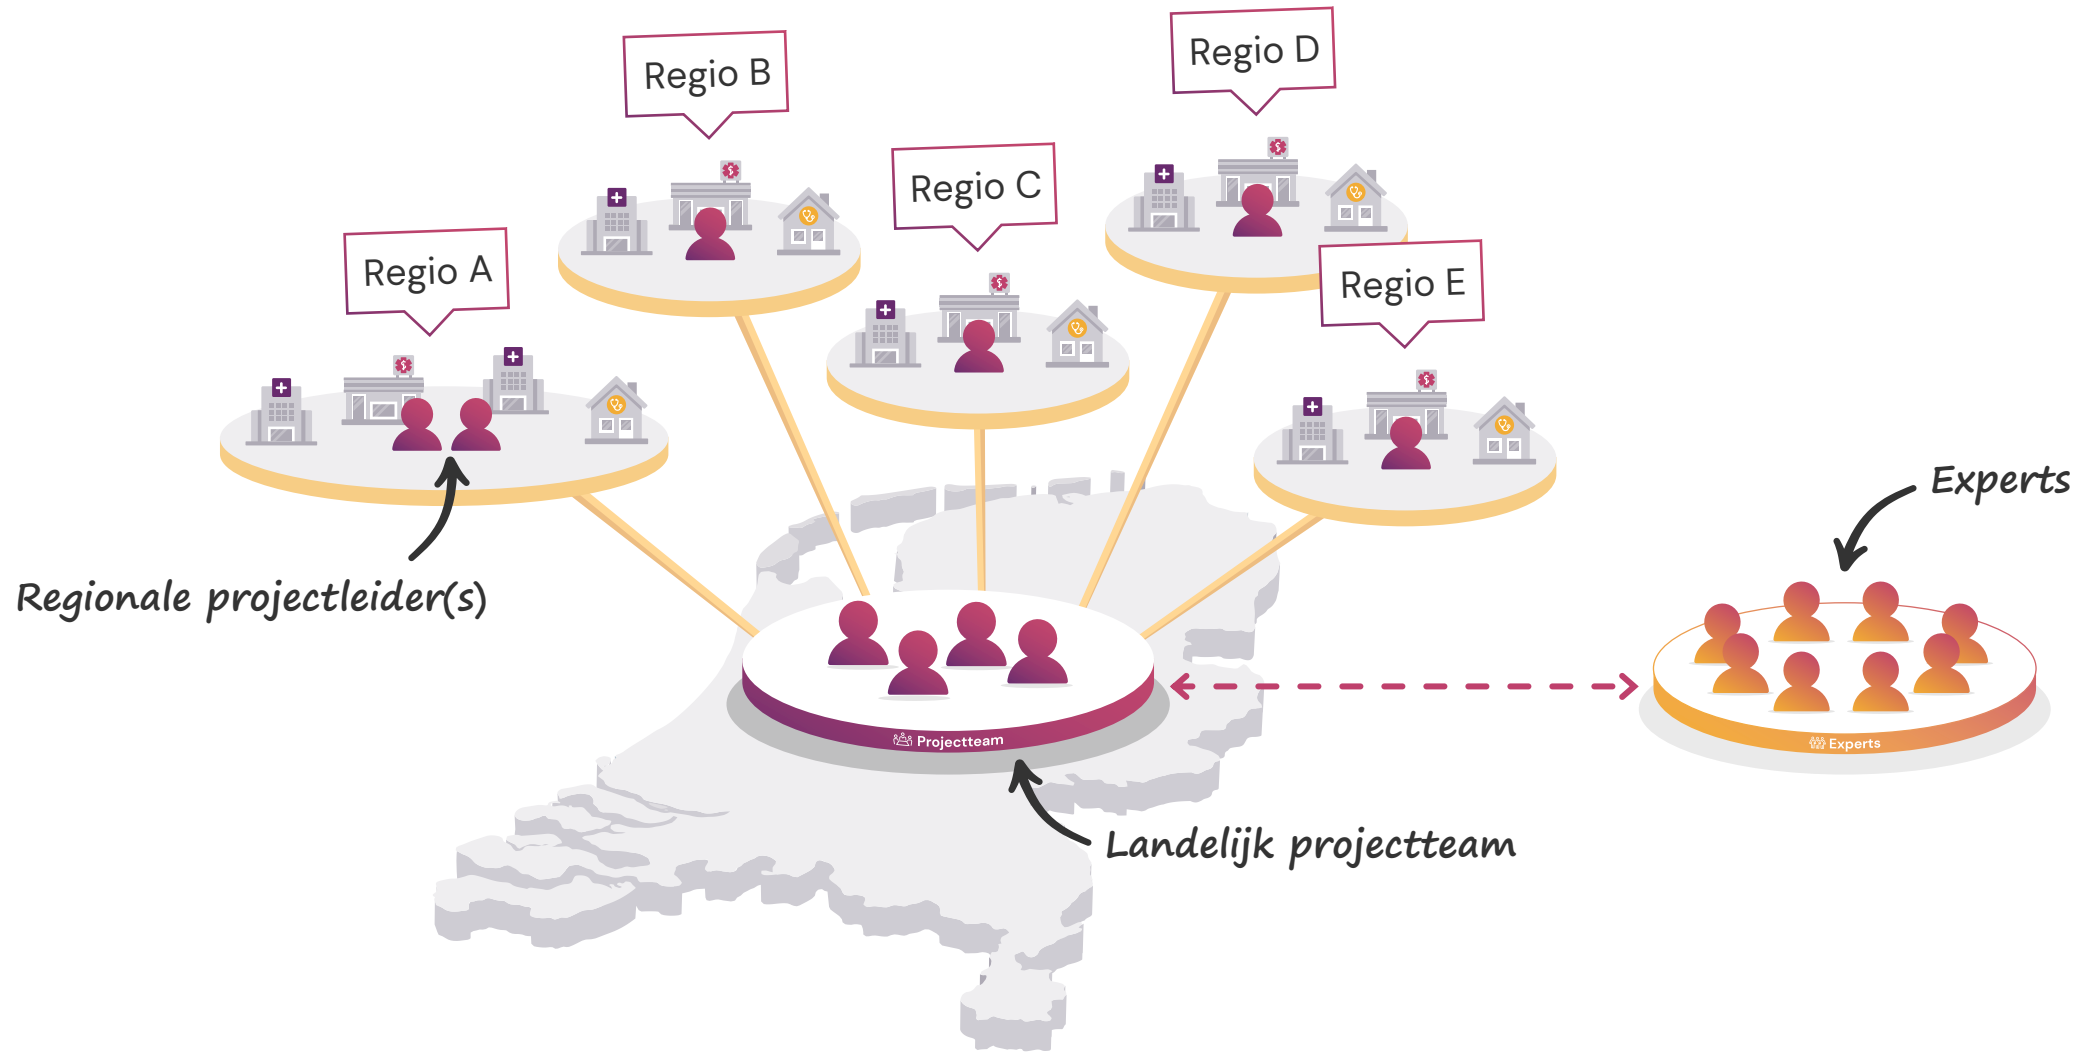 Regio D
Regio B
Regio C
Regio A
Regio E
Experts
Regionale projectleider(s)
Projectteam
Experts
Landelijk projectteam